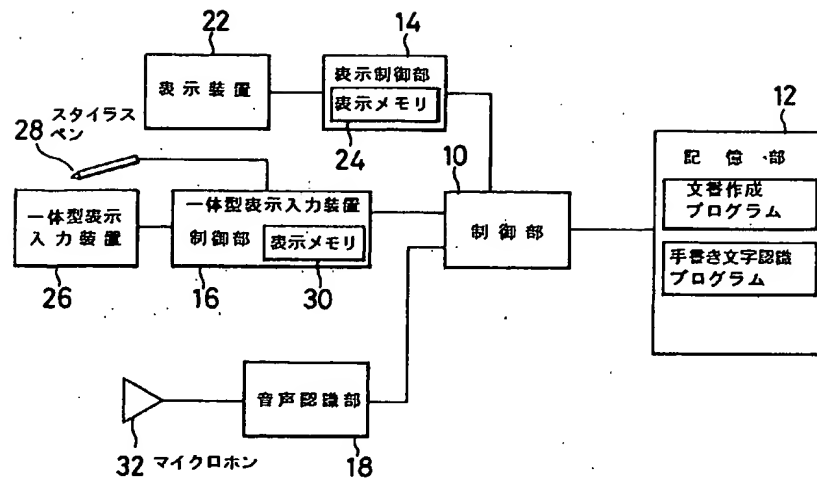 22
14
表示装置
表示制御部
表示メモリ
24
28
スタイラス
ペン
12
記憶部
文書作成
プログラム
手書き文字認識
プログラム
10
制御部
一体型表示
入力装置
26
一体型表示入力装置
制御部
表示メモリ
16
30
音声認識部
18
32
マイクロホン